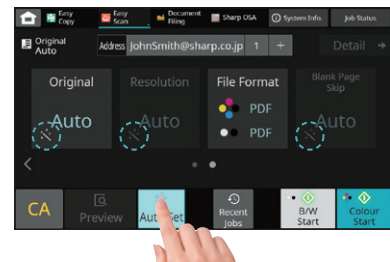 Easy Copy
Easy Scan
Document Filing
Sharp OSA
System Info.
Job Status
Original
Auto
Address JohnSmith@sharp.co.jp 1 +
Detail
Original
Auto
Resolution
Auto
File Format
PDF
PDF
Blank Page Skip
Auto
CA
Preview
Auto Set
Recent Jobs
B/W Start
Colour Start